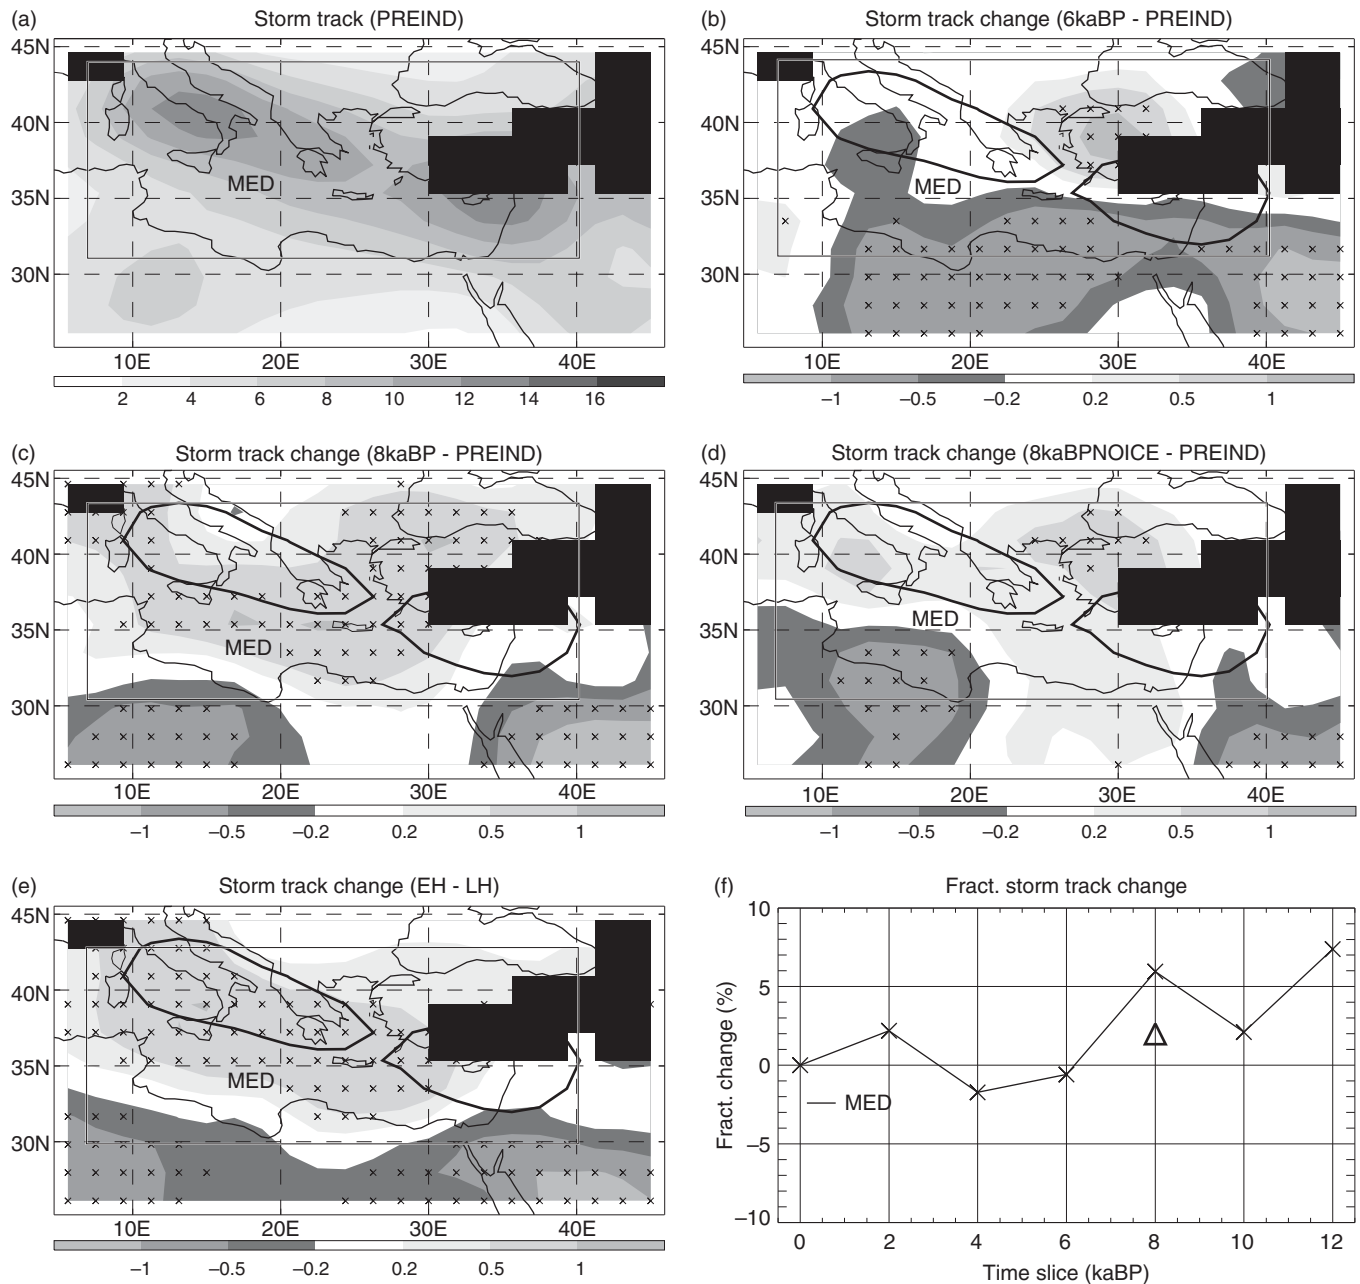 (a) Storm track (PREIND)
45N
40N
35N
30N
MED
10E 20E 30E 40E
2 4 6 8 10 12 14 16
(b) Storm track change (6kaBP - PREIND)
45N
40N
35N
30N
MED
10E 20E 30E 40E
−1 −0.5 −0.2 0.2 0.5 1
(c) Storm track change (8kaBP - PREIND)
45N
40N
35N
30N
MED
10E 20E 30E 40E
−1 −0.5 −0.2 0.2 0.5 1
(d) Storm track change (8kaBPNOICE - PREIND)
45N
40N
35N
30N
MED
10E 20E 30E 40E
−1 −0.5 −0.2 0.2 0.5 1
(e) Storm track change (EH - LH)
45N
40N
35N
30N
MED
10E 20E 30E 40E
−1 −0.5 −0.2 0.2 0.5 1
(f) Fract. storm track change
Fract. change (%)
10
5
0
−5
−10
MED
0 2 4 6 8 10 12
Time slice (kaBP)